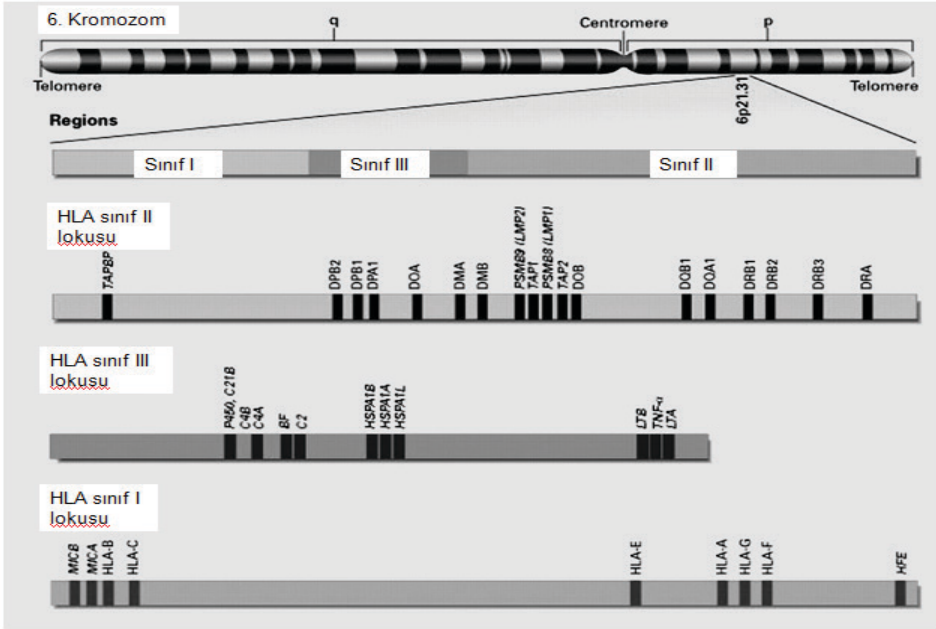 6. Kromozom
q
Centromere
p
Telomere
Telomere
6p21.31
Regions
Sınıf I
Sınıf III
Sınıf II
HLA sınıf II
lokusu
TAPBP
DPB2
DPB1
DPA1
DOA
DMA
DMB
PSMB9 (LMP2)
TAP1
PSMB8 (LMP1)
TAP2
DOB
DQB1
DQA1
DRB1
DRB2
DRB3
DRA
HLA sınıf III
lokusu
P450, C21B
C4B
C4A
BF
C2
HSPA1B
HSPA1A
HSPA1L
LTB
TNF-α
LTA
HLA sınıf I
lokusu
MICB
MICA
HLA-B
HLA-C
HLA-E
HLA-A
HLA-G
HLA-F
HFE